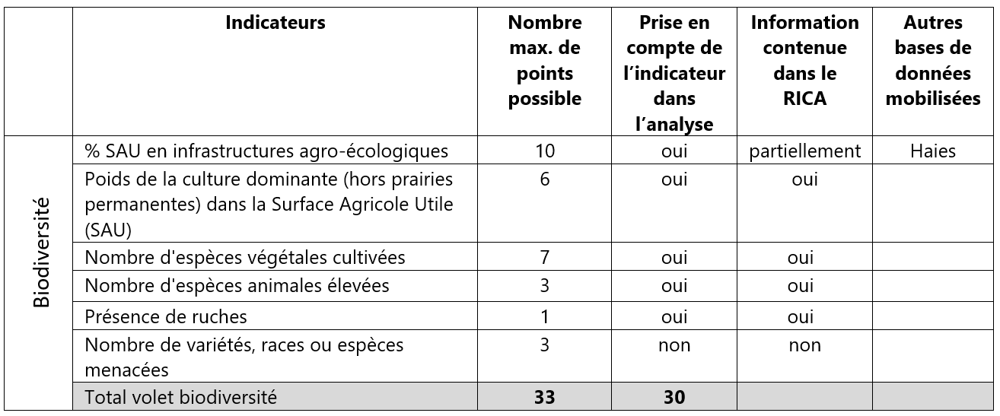 Indicateurs
Nombre
max. de
points
possible
Prise en
compte de
l’indicateur
dans
l’analyse
Information
contenue
dans le
RICA
Autres
bases de
données
mobilisées
Biodiversité
% SAU en infrastructures agro-écologiques 10 oui partiellement Haies
Poids de la culture dominante (hors prairies 6 oui oui
permanentes) dans la Surface Agricole Utile
(SAU)
Nombre d'espèces végétales cultivées 7 oui oui
Nombre d'espèces animales élevées 3 oui oui
Présence de ruches 1 oui oui
Nombre de variétés, races ou espèces 3 non non
menacées
Total volet biodiversité 33 30